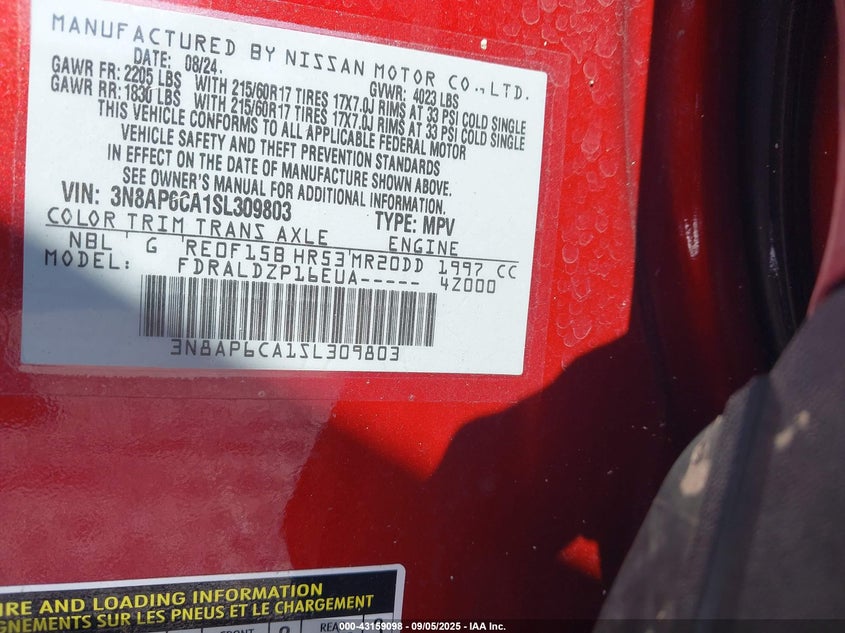 MANUFACTURED BY NISSAN MOTOR CO.,LTD.
DATE: 08/24. GVWR: 4023 LBS
GAWR FR: 2205 LBS WITH 215/60R17 TIRES 17X7.0J RIMS AT 33 PSI COLD SINGLE
GAWR RR: 1830 LBS WITH 215/60R17 TIRES 17X7.0J RIMS AT 33 PSI COLD SINGLE
THIS VEHICLE CONFORMS TO ALL APPLICABLE FEDERAL MOTOR
VEHICLE SAFETY AND THEFT PREVENTION STANDARDS
IN EFFECT ON THE DATE OF MANUFACTURE SHOWN ABOVE.
SEE OWNER'S MANUAL FOR ADDITIONAL INFORMATION.
VIN: 3N8AP6CA1SL309803 TYPE: MPV
COLOR TRIM TRANS AXLE ENGINE
NBL ' G 'RE0F15B HR53'MR20DD 1997 CC
MODEL: FDRALDZP16EUA----- 4Z000
3N8AP6CA1SL309803
IRE AND LOADING INFORMATION
IGNEMENTS SUR LES PNEUS ET LE CHARGEMENT
000-43159098 - 09/05/2025 - IAA Inc.